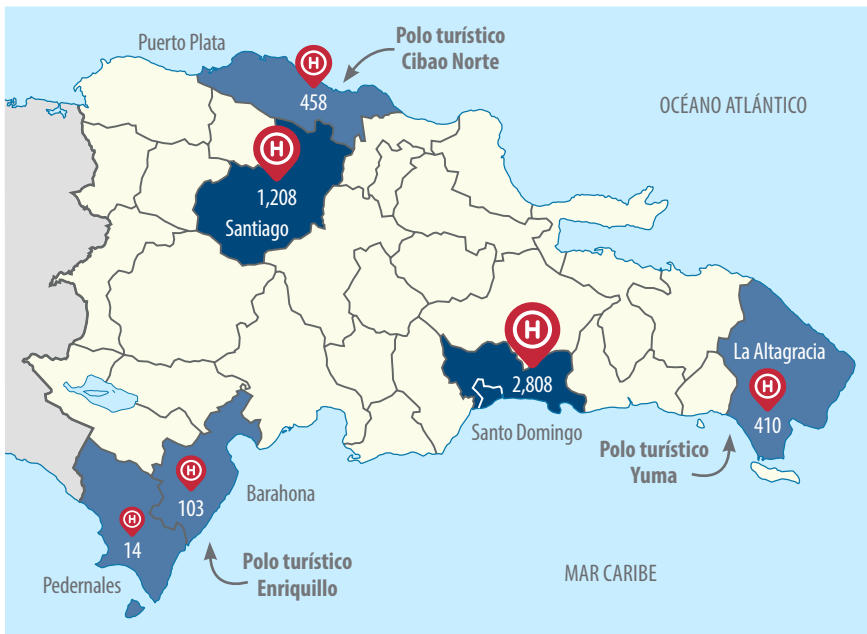 Puerto Plata
Polo turístico
Cibao Norte
H
458
OCÉANO ATLÁNTICO
H
1,208
Santiago
H
2,808
Santo Domingo
La Altagracia
H
410
Polo turístico
Yuma
H
103
Barahona
H
14
Pedernales
Polo turístico
Enriquillo
MAR CARIBE